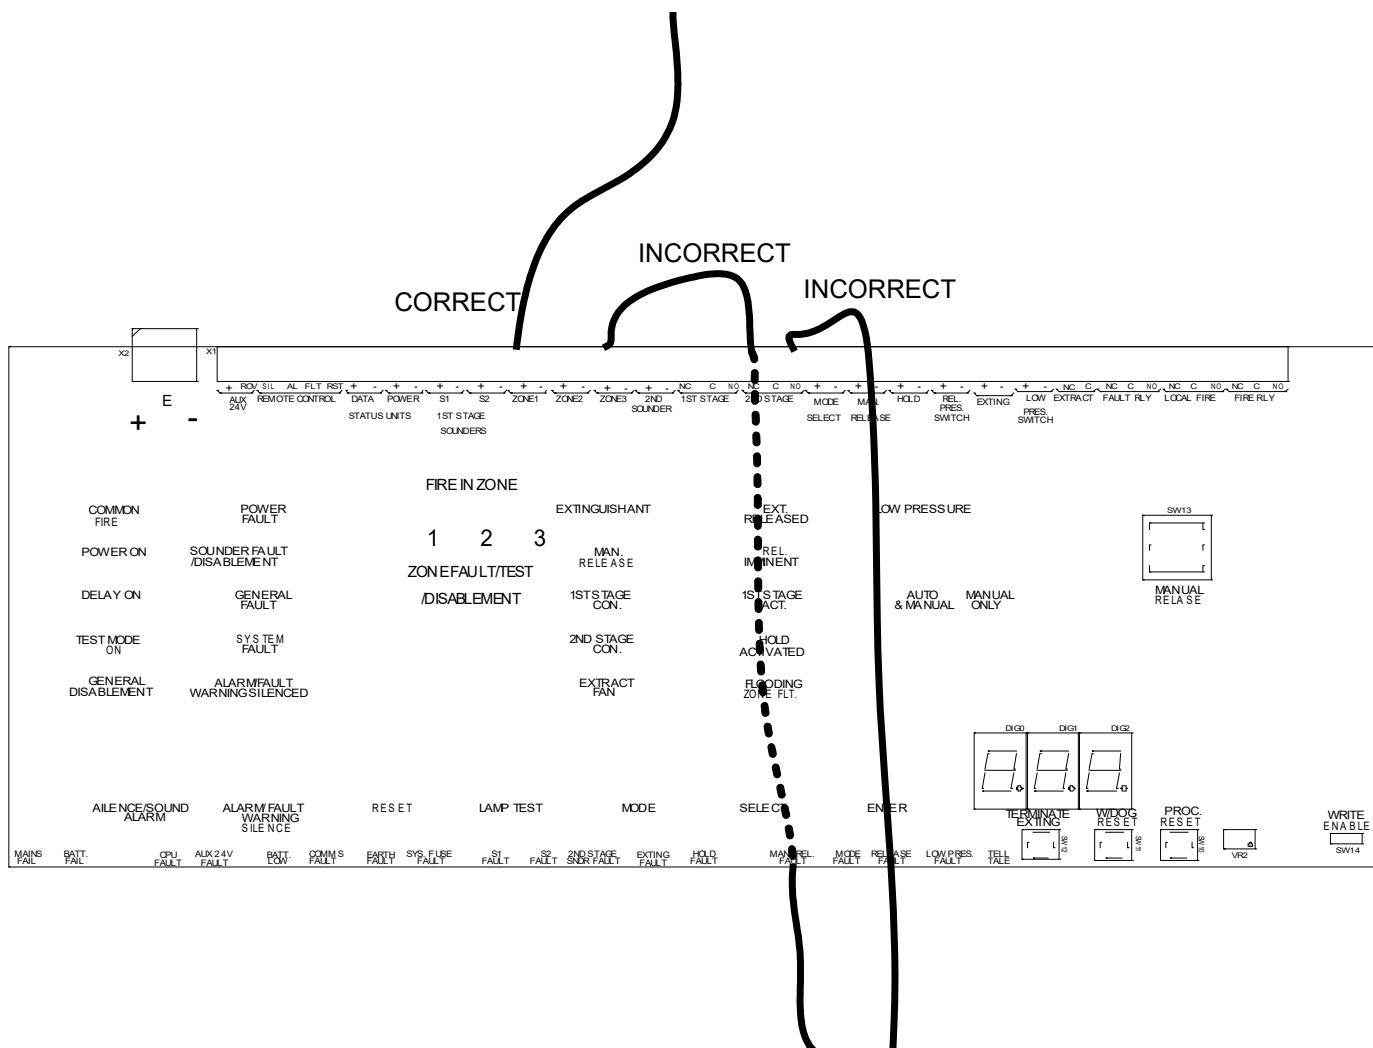 INCORRECT
CORRECT
INCORRECT
X2
X1
E
+ -
+ ROV SIL AL FLT RST + - + - + - + - + - + - + - + - NC C NO NC C NO + - + - + - + - + - + - NC C NC C NO NC C NO NC C NO
AUX REMOTE CONTROL DATA POWER S1 S2 ZONE1 ZONE2 ZONE3 2ND 1ST STAGE 2ND STAGE MODE MAN. HOLD REL. EXTING LOW EXTRACT FAULT RLY LOCAL FIRE FIRE RLY
24V STATUS UNITS 1ST STAGE SOUNDER SELECT RELEASE PRES. PRES.
SOUNDERS SWITCH SWITCH
FIRE IN ZONE
COMMON POWER EXTINGUISHANT EXT. LOW PRESSURE SW13
FIRE FAULT RELEASED
1 2 3
POWER ON SOUNDER FAULT MAN. REL.
/DISABLEMENT RELEASE IMMINENT
ZONE FAULT/TEST
DELAY ON GENERAL /DISABLEMENT 1ST STAGE 1ST STAGE AUTO MANUAL MANUAL
FAULT CON. ACT. & MANUAL ONLY RELASE
TEST MODE SYSTEM 2ND STAGE HOLD
ON FAULT CON. ACTIVATED
GENERAL ALARM/FAULT EXTRACT FLOODING
DISABLEMENT WARNING SILENCED FAN ZONE FLT.
DIG0 DIG1 DIG2
8. 8. 8.
AILENCE/SOUND ALARM/FAULT RESET LAMP TEST MODE SELECT ENTER TERMINATE W/DOG PROC. WRITE
ALARM WARNING EXTING RESET RESET ENABLE
SILENCE
SW12 SW11 SW10 VR2 SW14
MAINS BATT. CPU AUX 24V BATT. COMMS EARTH SYS. FUSE S1 S2 2ND STAGE EXTING HOLD MAN. REL. MODE RELEASE LOW PRES. TELL
FAIL FAIL FAULT FAULT LOW FAULT FAULT FAULT FAULT FAULT SNDR FAULT FAULT FAULT FAULT FAULT FAULT FAULT TALE